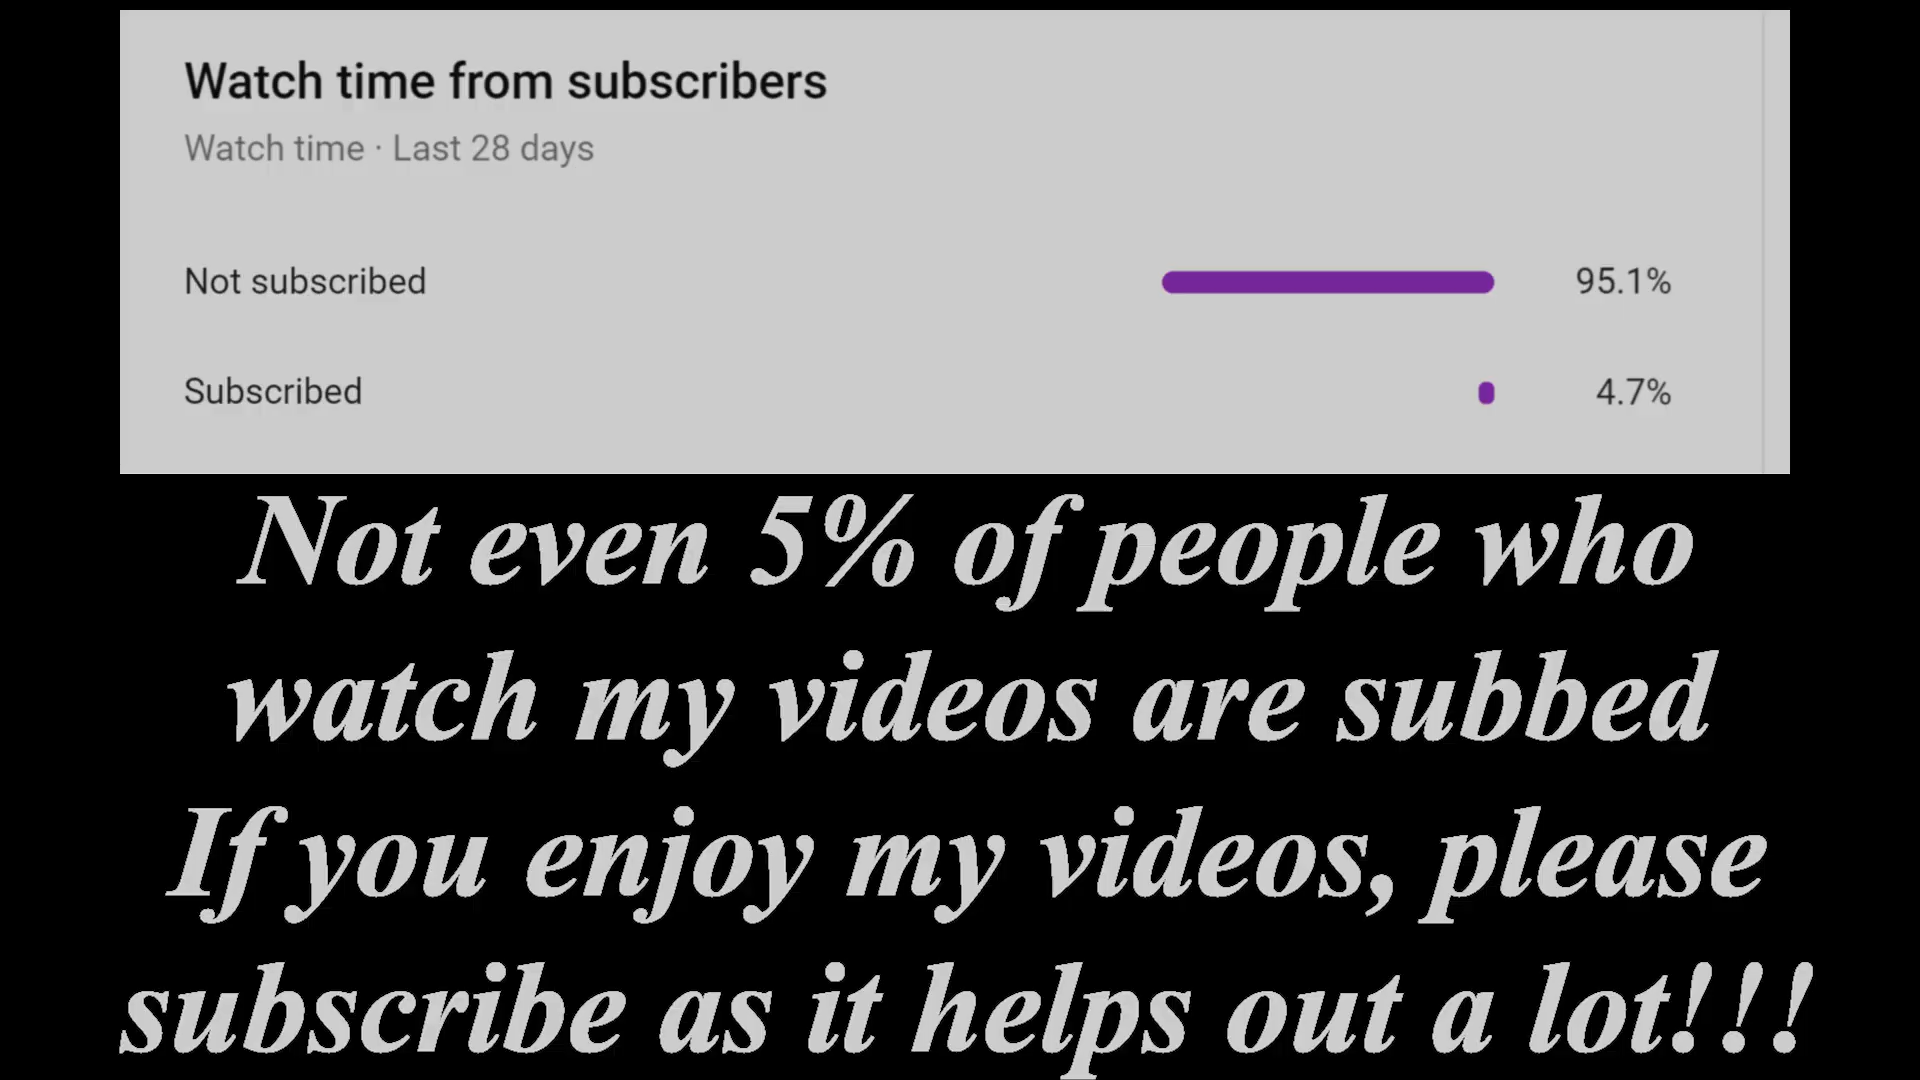 Watch time from subscribers
Watch time · Last 28 days
Not subscribed 95.1%
Subscribed 4.7%
Not even 5% of people who
watch my videos are subbed
If you enjoy my videos, please
subscribe as it helps out a lot!!!